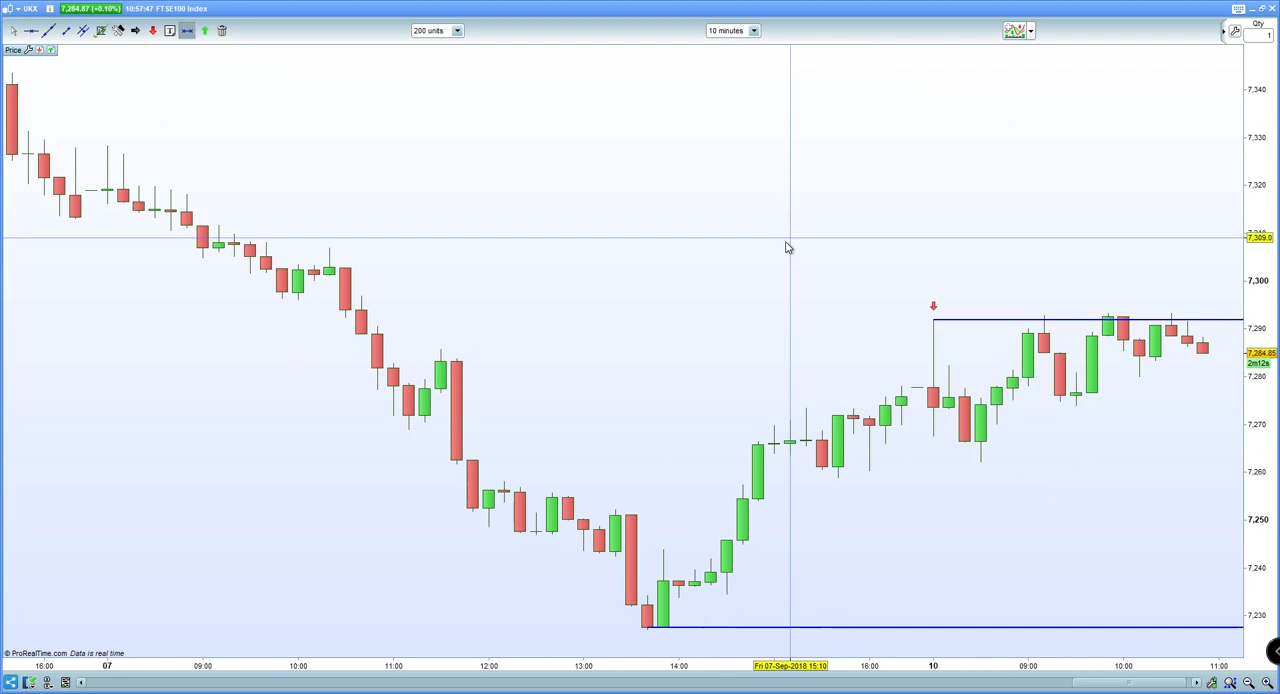 UKX 7,284.87 (+0.10%) 10:57:47 FTSE100 Index
200 units
10 minutes
Qty
1
Price
7,340
7,330
7,320
7,309.0
7,300
7,290
7,284.85
2m12s
7,280
7,270
7,260
7,250
7,240
7,230
© ProRealTime.com Data is real time
16:00 07 09:00 10:00 11:00 12:00 13:00 14:00 Fri 07-Sep-2018 15:10 16:00 10 09:00 10:00 11:00